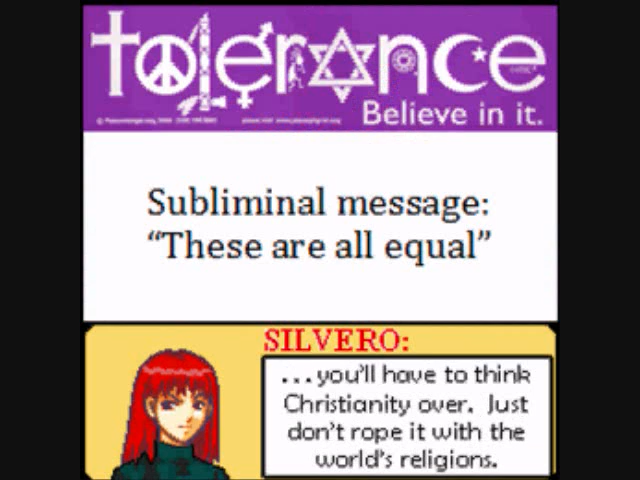 tolerance
Believe in it.
Subliminal message:
“These are all equal”
SILVERO:
...you'll have to think
Christianity over. Just
don't rope it with the
world's religions.